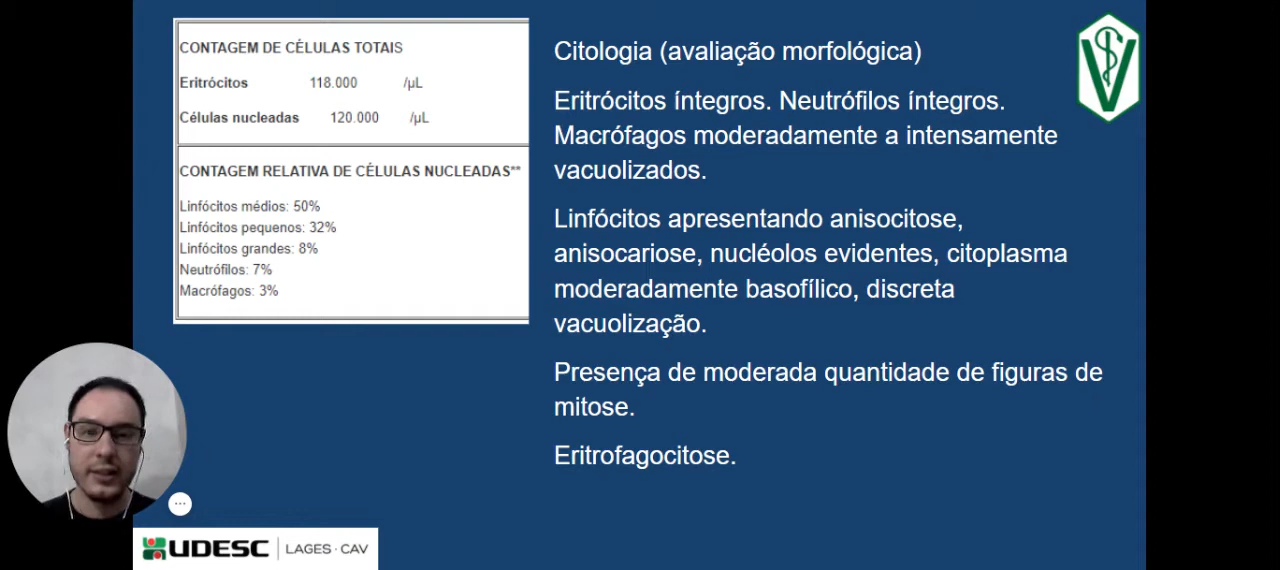 CONTAGEM DE CÉLULAS TOTAIS
Eritrócitos 118.000 /µL
Células nucleadas 120.000 /µL
CONTAGEM RELATIVA DE CÉLULAS NUCLEADAS**
Linfócitos médios: 50%
Linfócitos pequenos: 32%
Linfócitos grandes: 8%
Neutrófilos: 7%
Macrófagos: 3%
Citologia (avaliação morfológica)
Eritrócitos íntegros. Neutrófilos íntegros.
Macrófagos moderadamente a intensamente
vacuolizados.
Linfócitos apresentando anisocitose,
anisocariose, nucléolos evidentes, citoplasma
moderadamente basofílico, discreta
vacuolização.
Presença de moderada quantidade de figuras de
mitose.
Eritrofagocitose.
V
UDESC LAGES · CAV